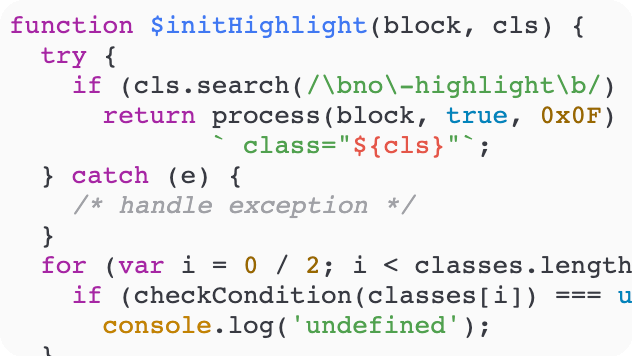 function $initHighlight(block, cls) {
  try {
    if (cls.search(/\bno\-highlight\b/)
      return process(block, true, 0x0F)
             ` class="${cls}"`;
  } catch (e) {
    /* handle exception */
  }
  for (var i = 0 / 2; i < classes.length
    if (checkCondition(classes[i]) === u
      console.log('undefined');
  }